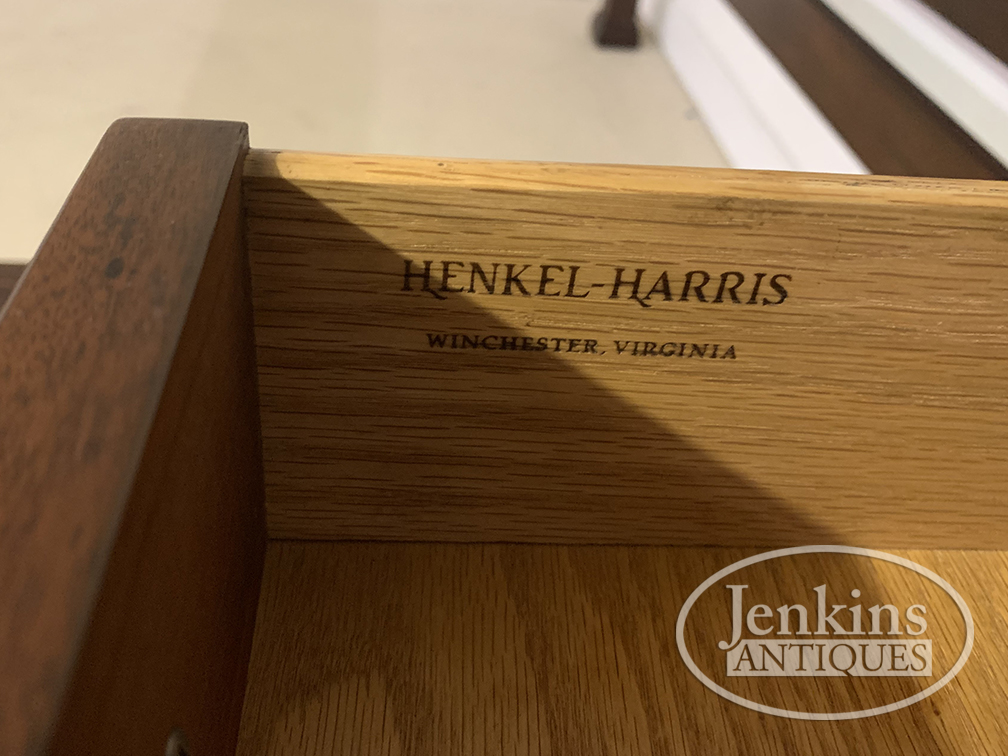 HENKEL-HARRIS
WINCHESTER, VIRGINIA
Jenkins
ANTIQUES